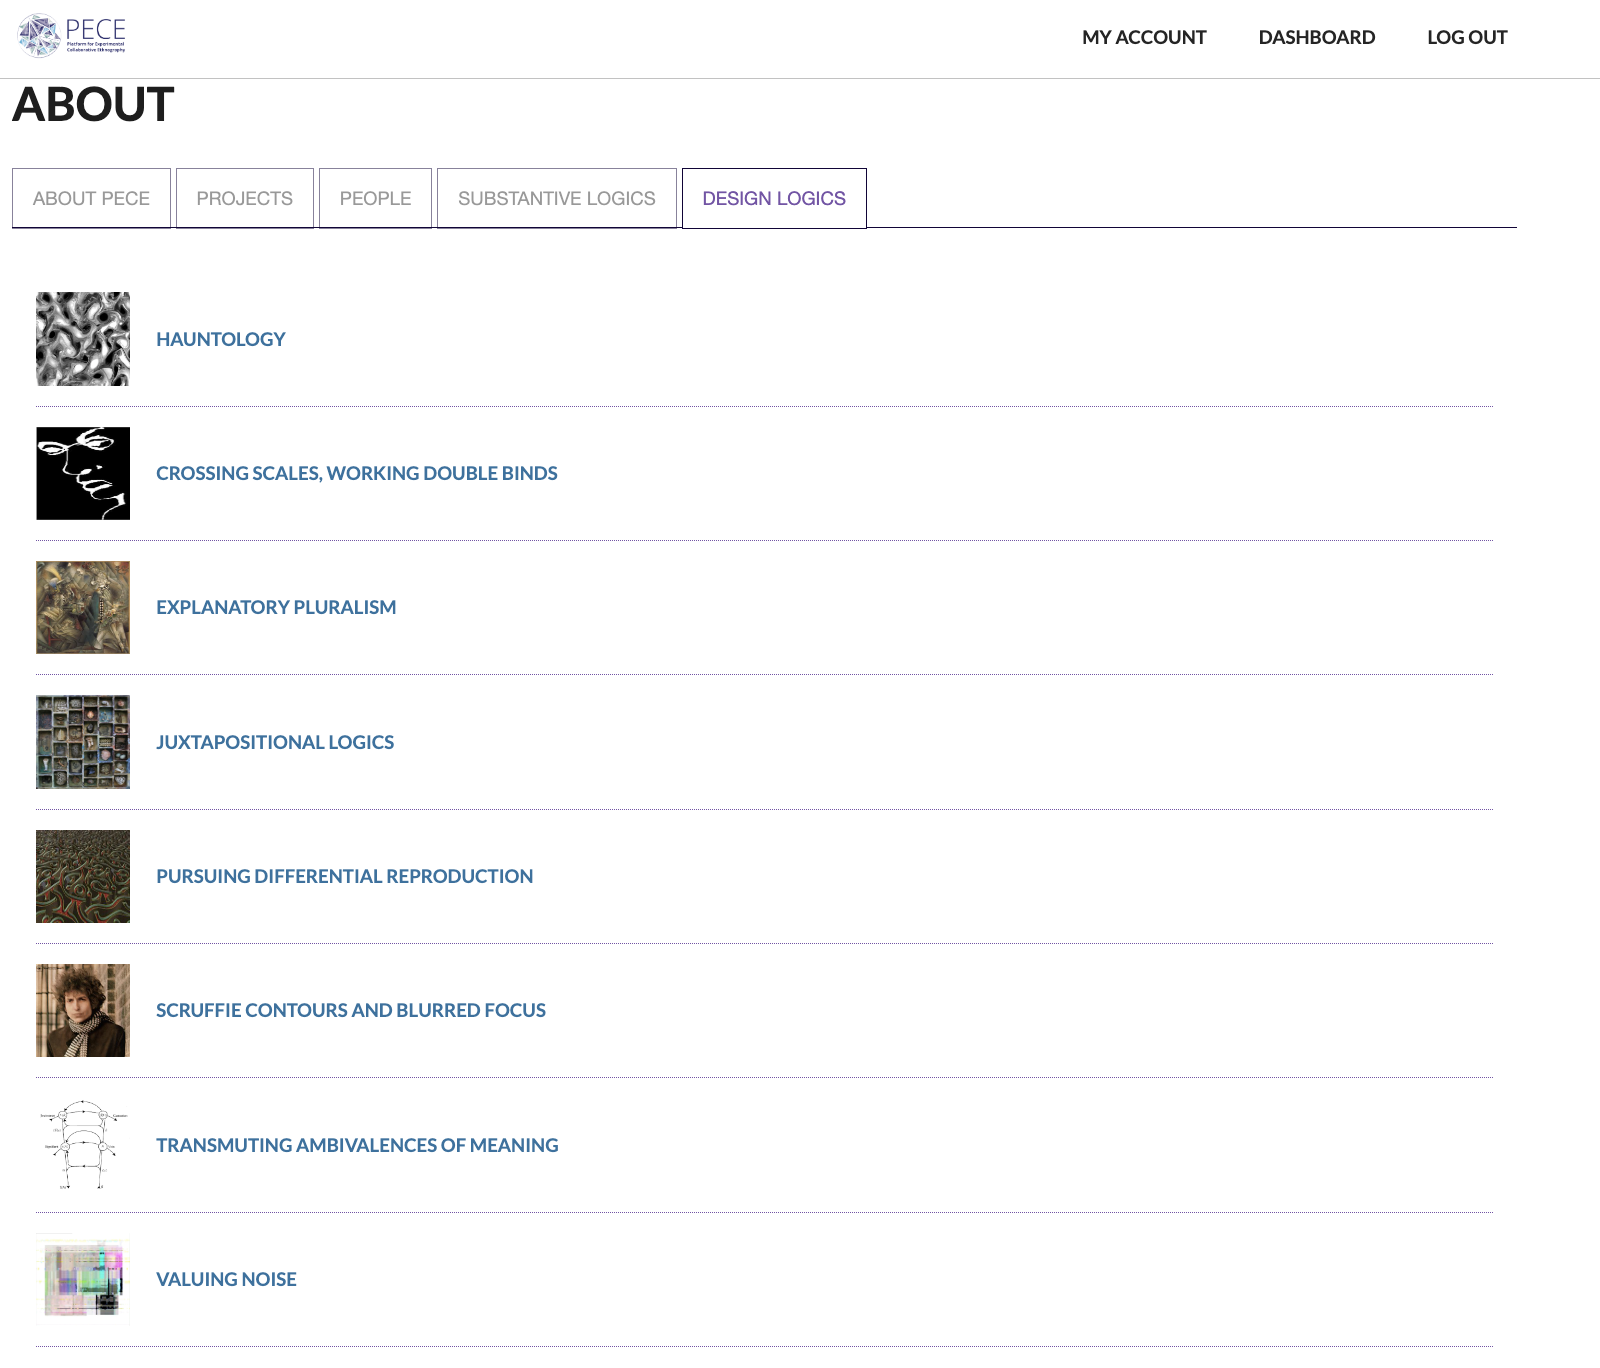 PECE
Platform for Experimental
Collaborative Ethnography
MY ACCOUNT
DASHBOARD
LOG OUT
ABOUT
ABOUT PECE
PROJECTS
PEOPLE
SUBSTANTIVE LOGICS
DESIGN LOGICS
HAUNTOLOGY
Liar
CROSSING SCALES, WORKING DOUBLE BINDS
EXPLANATORY PLURALISM
JUXTAPOSITIONAL LOGICS
PURSUING DIFFERENTIAL REPRODUCTION
SCRUFFIE CONTOURS AND BLURRED FOCUS
TRANSMUTING AMBIVALENCES OF MEANING
VALUING NOISE